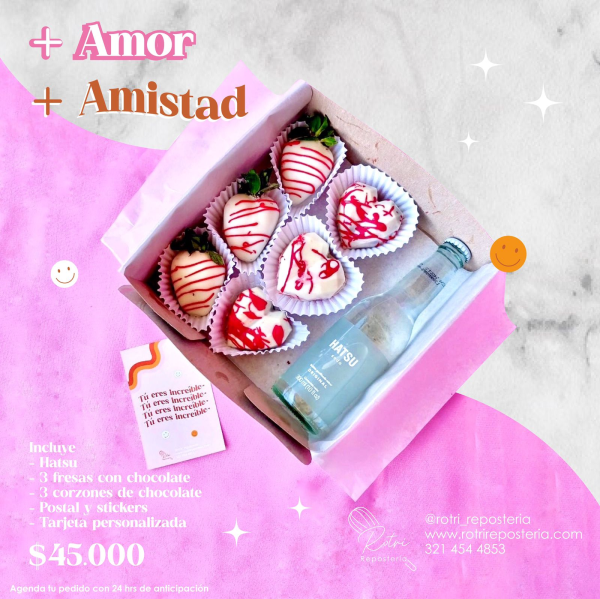 + Amor
+ Amistad
HATSU
Tú eres increíble-
Tú eres increíble-
Tú eres increíble-
Tú eres increíble-
Incluye
- Hatsu
- 3 fresas con chocolate
- 3 corzones de chocolate
- Postal y stickers
- Tarjeta personalizada
$45.000
Agenda tu pedido con 24 hrs de anticipación
Rotri
Repostería
@rotri_reposteria
www.rotrireposteria.com
321 454 4853